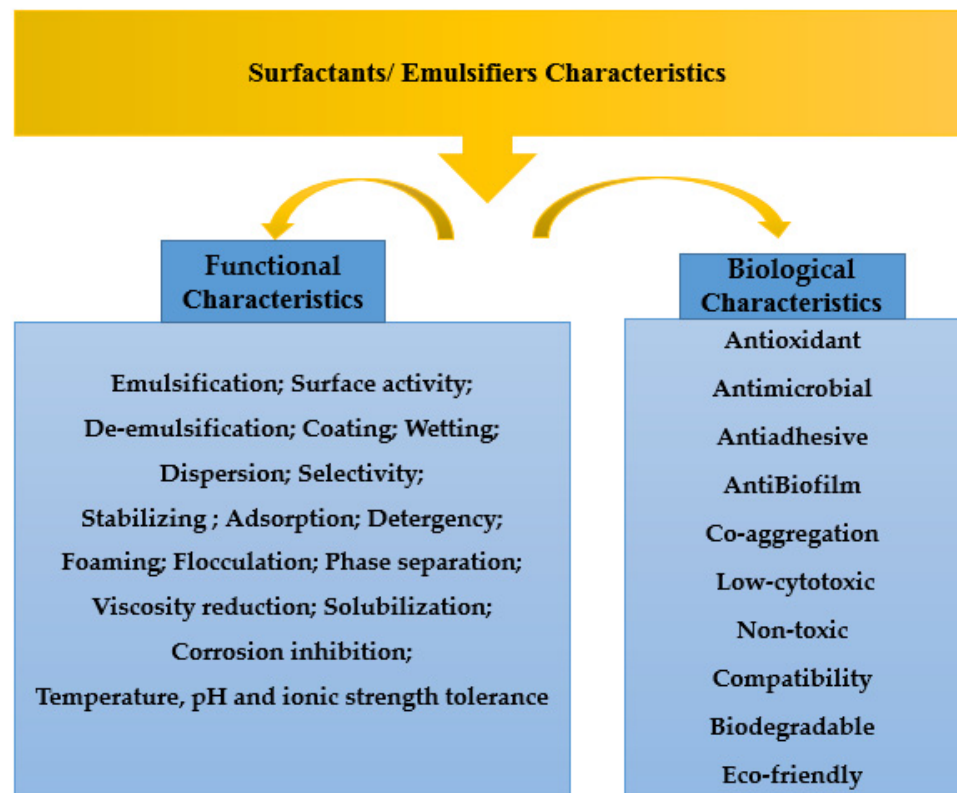 Surfactants/ Emulsifiers Characteristics
Functional
Characteristics
Emulsification; Surface activity;
De-emulsification; Coating; Wetting;
Dispersion; Selectivity;
Stabilizing ; Adsorption; Detergency;
Foaming; Flocculation; Phase separation;
Viscosity reduction; Solubilization;
Corrosion inhibition;
Temperature, pH and ionic strength tolerance
Biological
Characteristics
Antioxidant
Antimicrobial
Antiadhesive
AntiBiofilm
Co-aggregation
Low-cytotoxic
Non-toxic
Compatibility
Biodegradable
Eco-friendly